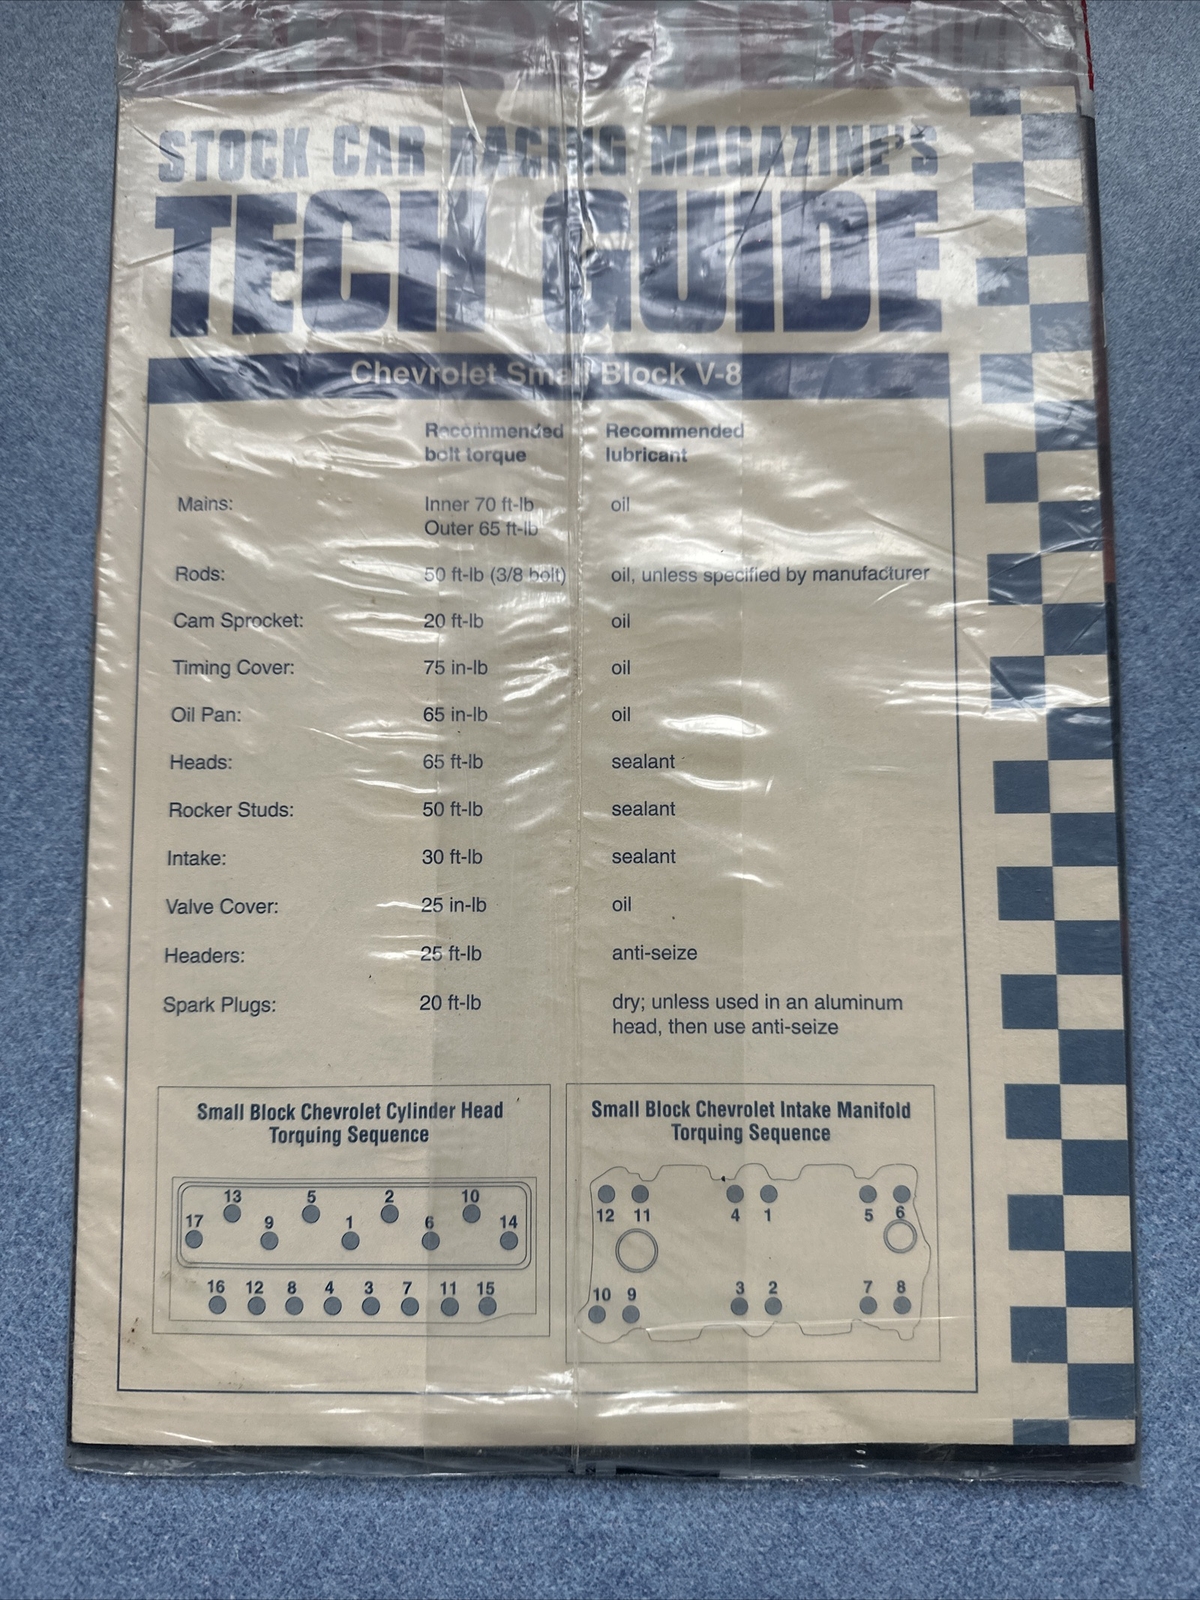 STOCK CAR RACING MAGAZINE'S
TECH GUIDE
Chevrolet Small Block V-8
Recommended bolt torque
Recommended lubricant
Mains: Inner 70 ft-lb oil
Outer 65 ft-lb
Rods: 50 ft-lb (3/8 bolt) oil, unless specified by manufacturer
Cam Sprocket: 20 ft-lb oil
Timing Cover: 75 in-lb oil
Oil Pan: 65 in-lb oil
Heads: 65 ft-lb sealant
Rocker Studs: 50 ft-lb sealant
Intake: 30 ft-lb sealant
Valve Cover: 25 in-lb oil
Headers: 25 ft-lb anti-seize
Spark Plugs: 20 ft-lb dry; unless used in an aluminum
head, then use anti-seize
Small Block Chevrolet Cylinder Head
Torquing Sequence
13 5 2 10
17 9 1 6 14
16 12 8 4 3 7 11 15
Small Block Chevrolet Intake Manifold
Torquing Sequence
12 11 4 1 5 6
10 9 3 2 7 8